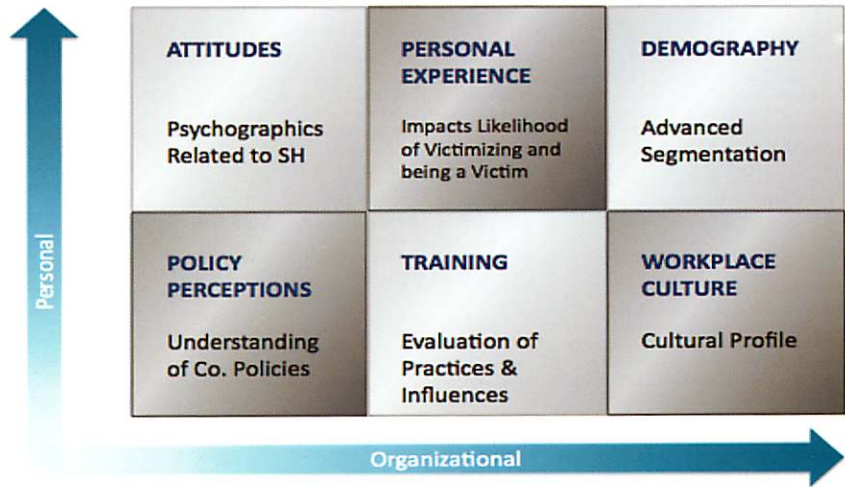 ATTITUDES
Psychographics
Related to SH
PERSONAL
EXPERIENCE
Impacts Likelihood
of Victimizing and
being a Victim
DEMOGRAPHY
Advanced
Segmentation
POLICY
PERCEPTIONS
Understanding
of Co. Policies
TRAINING
Evaluation of
Practices &
Influences
WORKPLACE
CULTURE
Cultural Profile
Personal
Organizational